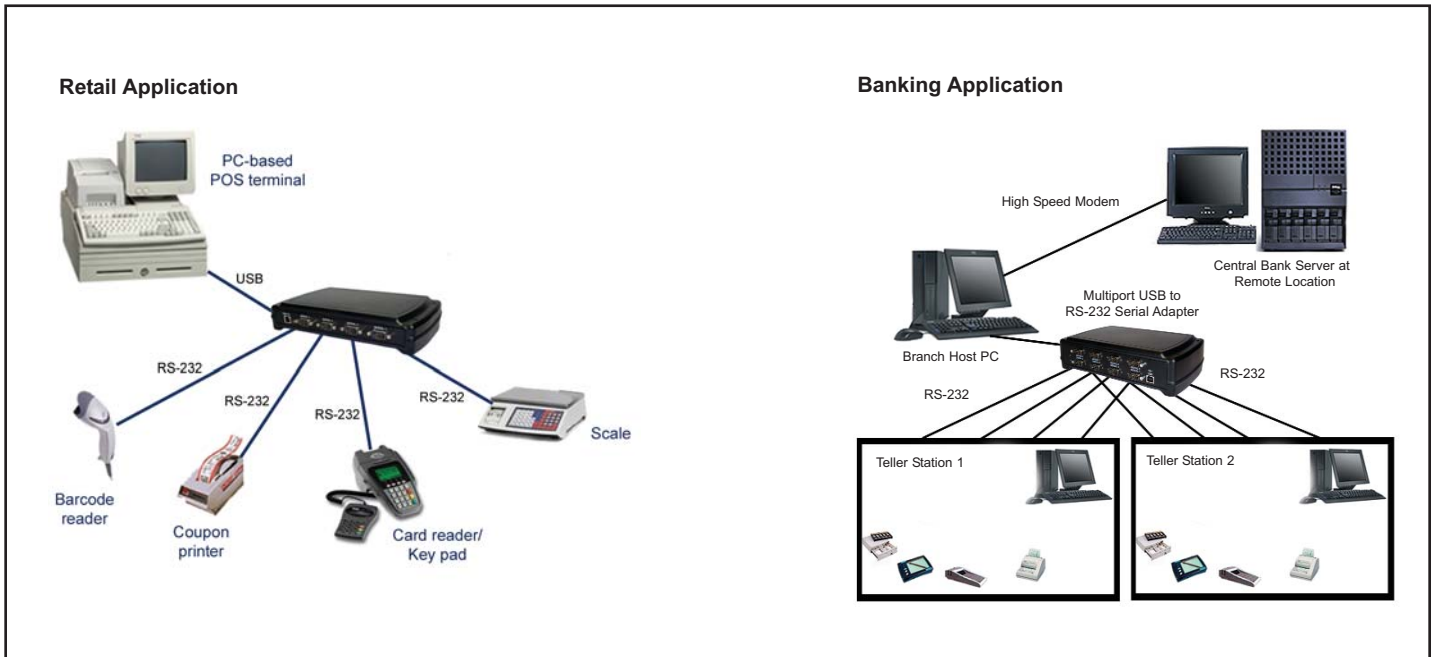 Retail Application
PC-based
POS terminal
USB
RS-232
RS-232
RS-232
RS-232
Scale
Barcode
reader
Coupon
printer
Card reader/
Key pad
Banking Application
High Speed Modem
Central Bank Server at
Remote Location
Multiport USB to
RS-232 Serial Adapter
Branch Host PC
RS-232
RS-232
Teller Station 1
Teller Station 2